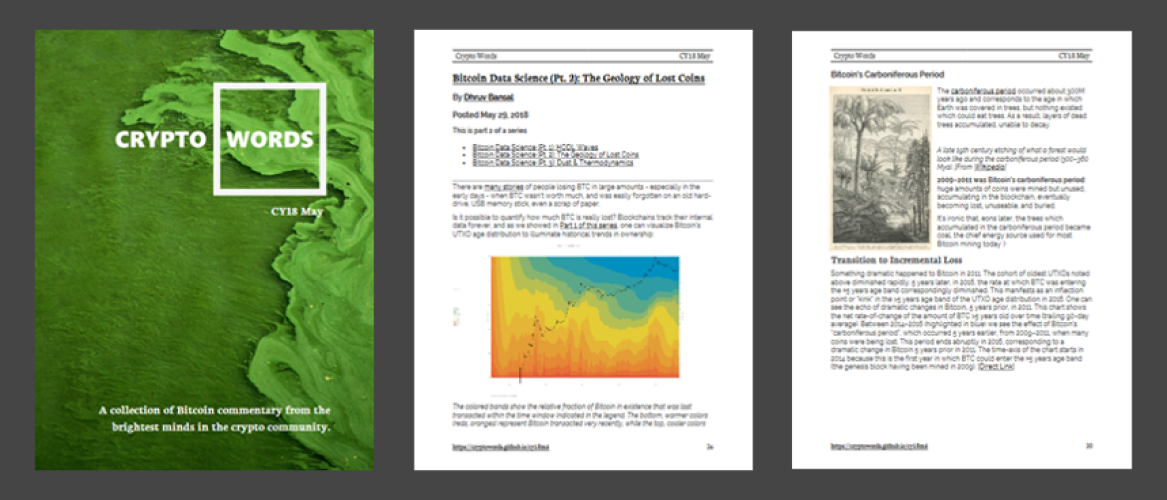 CRYPTO WORDS
CY18 May
A collection of Bitcoin commentary from the
brightest minds in the crypto community.
Crypto Words CY18 May
Bitcoin Data Science (Pt. 2): The Geology of Lost Coins
By Dhruv Bansal
Posted May 29, 2018
This is part 2 of a series
Bitcoin Data Science (Pt. 1): HODL Waves
Bitcoin Data Science (Pt. 2): The Geology of Lost Coins
Bitcoin Data Science (Pt. 3): Dust & Thermodynamics
There are many stories of people losing BTC in large amounts - especially in the
early days - when BTC wasn't worth much, and was easily forgotten on an old hard-
drive, USB memory stick, even a scrap of paper.
Is it possible to quantify how much BTC is really lost? Blockchains track their internal
data forever, and as we showed in Part 1 of this series, one can visualize Bitcoin's
UTXO age distribution to illuminate historical trends in ownership:
The colored bands show the relative fraction of Bitcoin in existence that was last
transacted within the time window indicated in the legend. The bottom, warmer colors
(reds, oranges) represent Bitcoin transacted very recently, while the top, cooler colors
https://cryptowords.github.io/cy18mai
Crypto Words CY18 May
Bitcoin's Carboniferous Period
The carboniferous period occurred about 300M
years ago and corresponds to the age in which
Earth was covered in trees, but nothing existed
which could eat trees. As a result, layers of dead
trees accumulated, unable to decay.
A late 19th century etching of what a forest would
look like during the carboniferous period (300-360
Mya). (From Wikipedia)
2009-2011 was Bitcoin's carboniferous period:
huge amounts of coins were mined but unused,
accumulating in the blockchain, eventually
becoming lost, unuseable, and buried.
It's ironic that, eons later, the trees which
accumulated in the carboniferous period became
coal, the chief energy source used for most
Bitcoin mining today :)
Transition to Incremental Loss
Something dramatic happened to Bitcoin in 2011. The cohort of oldest UTXOs noted
above diminished rapidly. 5 years later, in 2016, the rate at which BTC was entering
the >5 years age band correspondingly diminished. This manifests as an inflection
point or "kink" in the >5 years age band of the UTXO age distribution in 2016. One can
see the echo of dramatic changes in Bitcoin, 5 years prior, in 2011. This chart shows
the net rate-of-change of the amount of BTC >5 years old over time (trailing 90-day
average). Between 2014-2016 (highlighted in blue) we see the effect of Bitcoin's
"carboniferous period", which occurred 5 years earlier, from 2009-2011, when many
coins were being lost. This period ends abruptly in 2016, corresponding to a
dramatic change in Bitcoin 5 years prior in 2011. The time-axis of the chart starts in
2014 because this is the first year in which BTC could enter the >5 years age band
(the genesis block having been mined in 2009). [Direct Link]
https://cryptowords.github.io/cy18mai